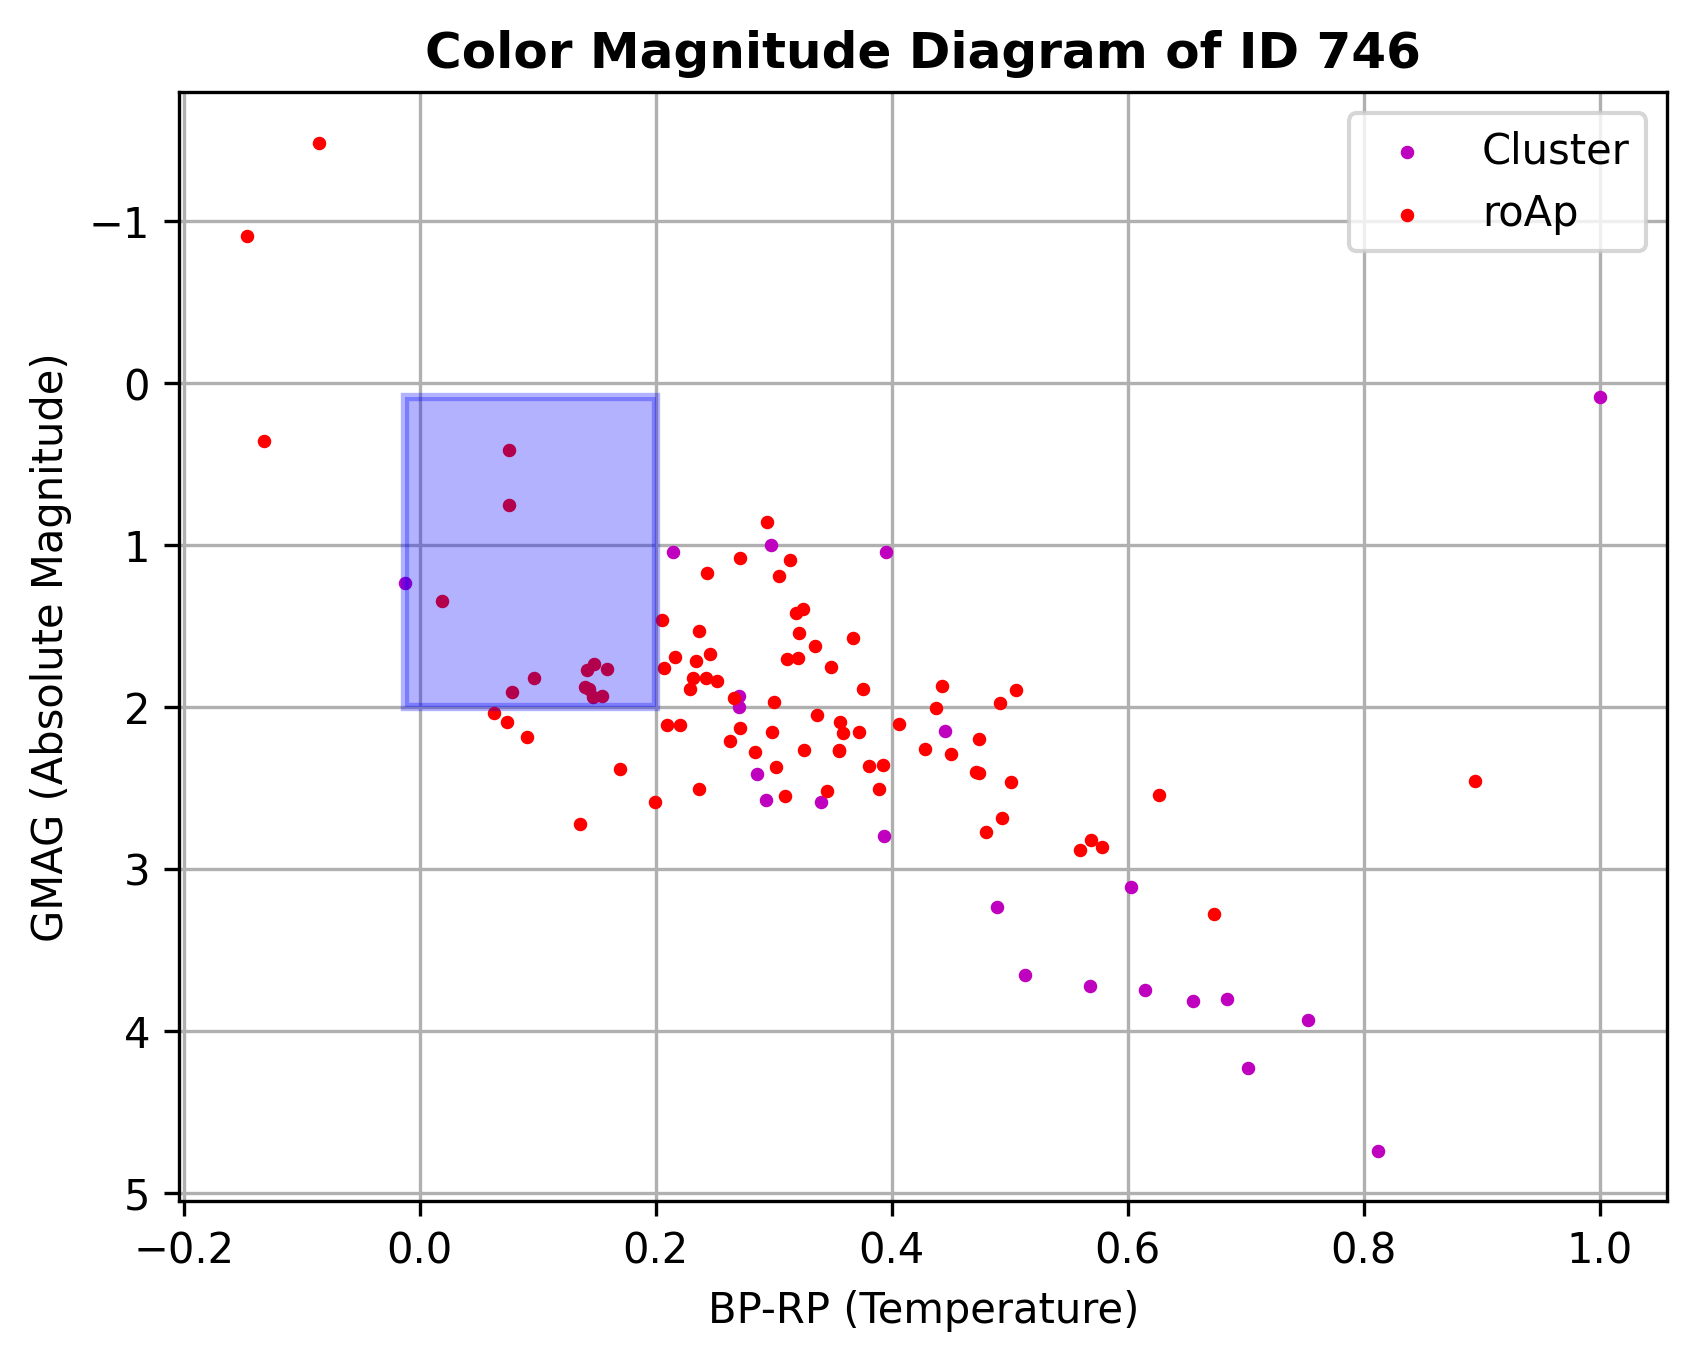 Color Magnitude Diagram of ID 746
Cluster
roAp
GMAG (Absolute Magnitude)
−1
0
1
2
3
4
5
−0.2 0.0 0.2 0.4 0.6 0.8 1.0
BP-RP (Temperature)